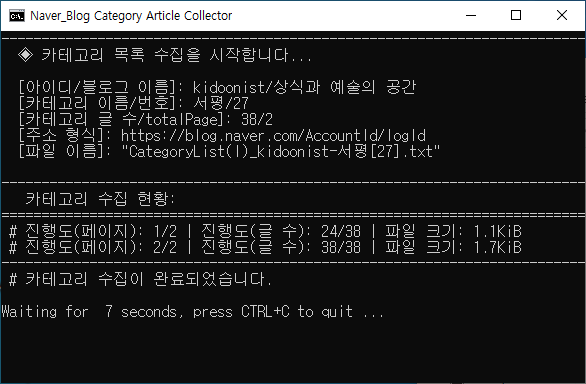 Naver_Blog Category Article Collector
◈ 카테고리 목록 수집을 시작합니다...
[아이디/블로그 이름]: kidoonist/상식과 예술의 공간
[카테고리 이름/번호]: 서평/27
[카테고리 글 수/totalPage]: 38/2
[주소 형식]: https://blog.naver.com/AccountId/logId
[파일 이름]: "CategoryList(l)_kidoonist-서평[27].txt"
카테고리 수집 현황:
# 진행도(페이지): 1/2 | 진행도(글 수): 24/38 | 파일 크기: 1.1KiB
# 진행도(페이지): 2/2 | 진행도(글 수): 38/38 | 파일 크기: 1.7KiB
# 카테고리 수집이 완료되었습니다.
Waiting for  7 seconds, press CTRL+C to quit ...